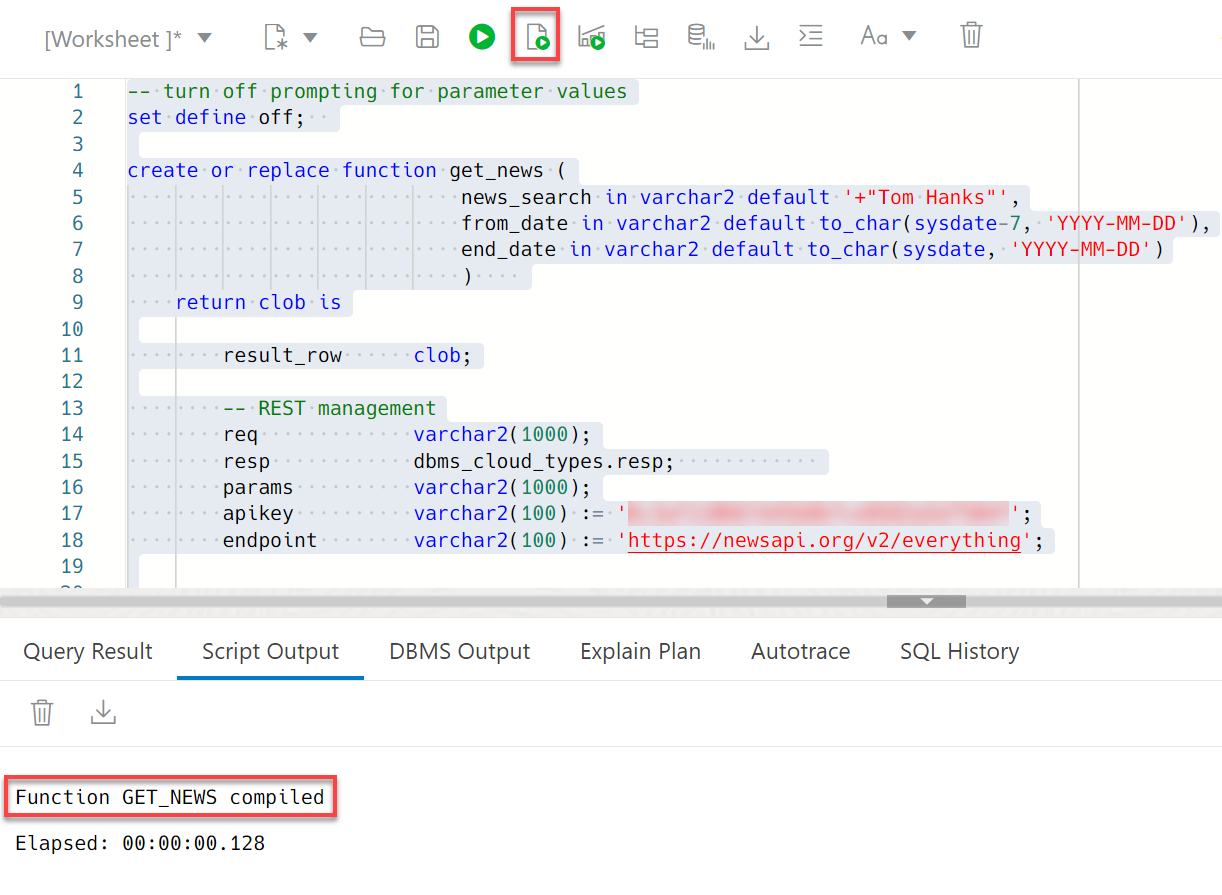 [Worksheet ]*
Aa
1 -- turn off prompting for parameter values
2 set define off;
3
4 create or replace function get_news (
5 news_search in varchar2 default '+"Tom Hanks"',
6 from_date in varchar2 default to_char(sysdate-7, 'YYYY-MM-DD'),
7 end_date in varchar2 default to_char(sysdate, 'YYYY-MM-DD')
8 )
9 return clob is
10
11 result_row clob;
12
13 -- REST management
14 req varchar2(1000);
15 resp dbms_cloud_types.resp;
16 params varchar2(1000);
17 apikey varchar2(100) := '';
18 endpoint varchar2(100) := 'https://newsapi.org/v2/everything';
19
Query Result Script Output DBMS Output Explain Plan Autotrace SQL History
Function GET_NEWS compiled
Elapsed: 00:00:00.128